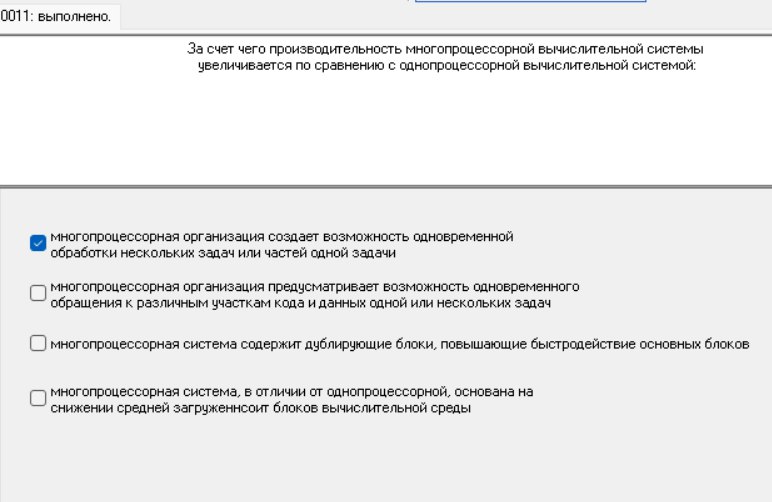 0011: выполнено.
За счет чего производительность многопроцессорной вычислительной системы
увеличивается по сравнению с однопроцессорной вычислительной системой:
многопроцессорная организация создает возможность одновременной
обработки нескольких задач или частей одной задачи
многопроцессорная организация предусматривает возможность одновременного
обращения к различным участкам кода и данных одной или нескольких задач
многопроцессорная система содержит дублирующие блоки, повышающие быстродействие основных блоков
многопроцессорная система, в отличии от однопроцессорной, основана на
снижении средней загруженнсоит блоков вычислительной среды